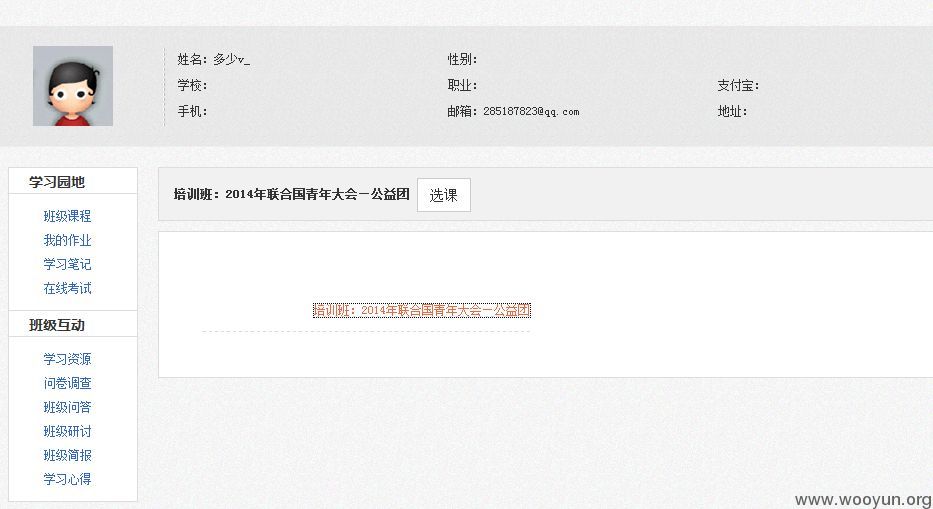 姓名：多少v_ 性别：
学校： 职业： 支付宝：
手机： 邮箱：285187823@qq.com 地址：
学习园地
班级课程
我的作业
学习笔记
在线考试
班级互动
学习资源
问卷调查
班级问答
班级研讨
班级简报
学习心得
培训班：2014年联合国青年大会－公益团 选课
培训班：2014年联合国青年大会－公益团
www.wooyun.org